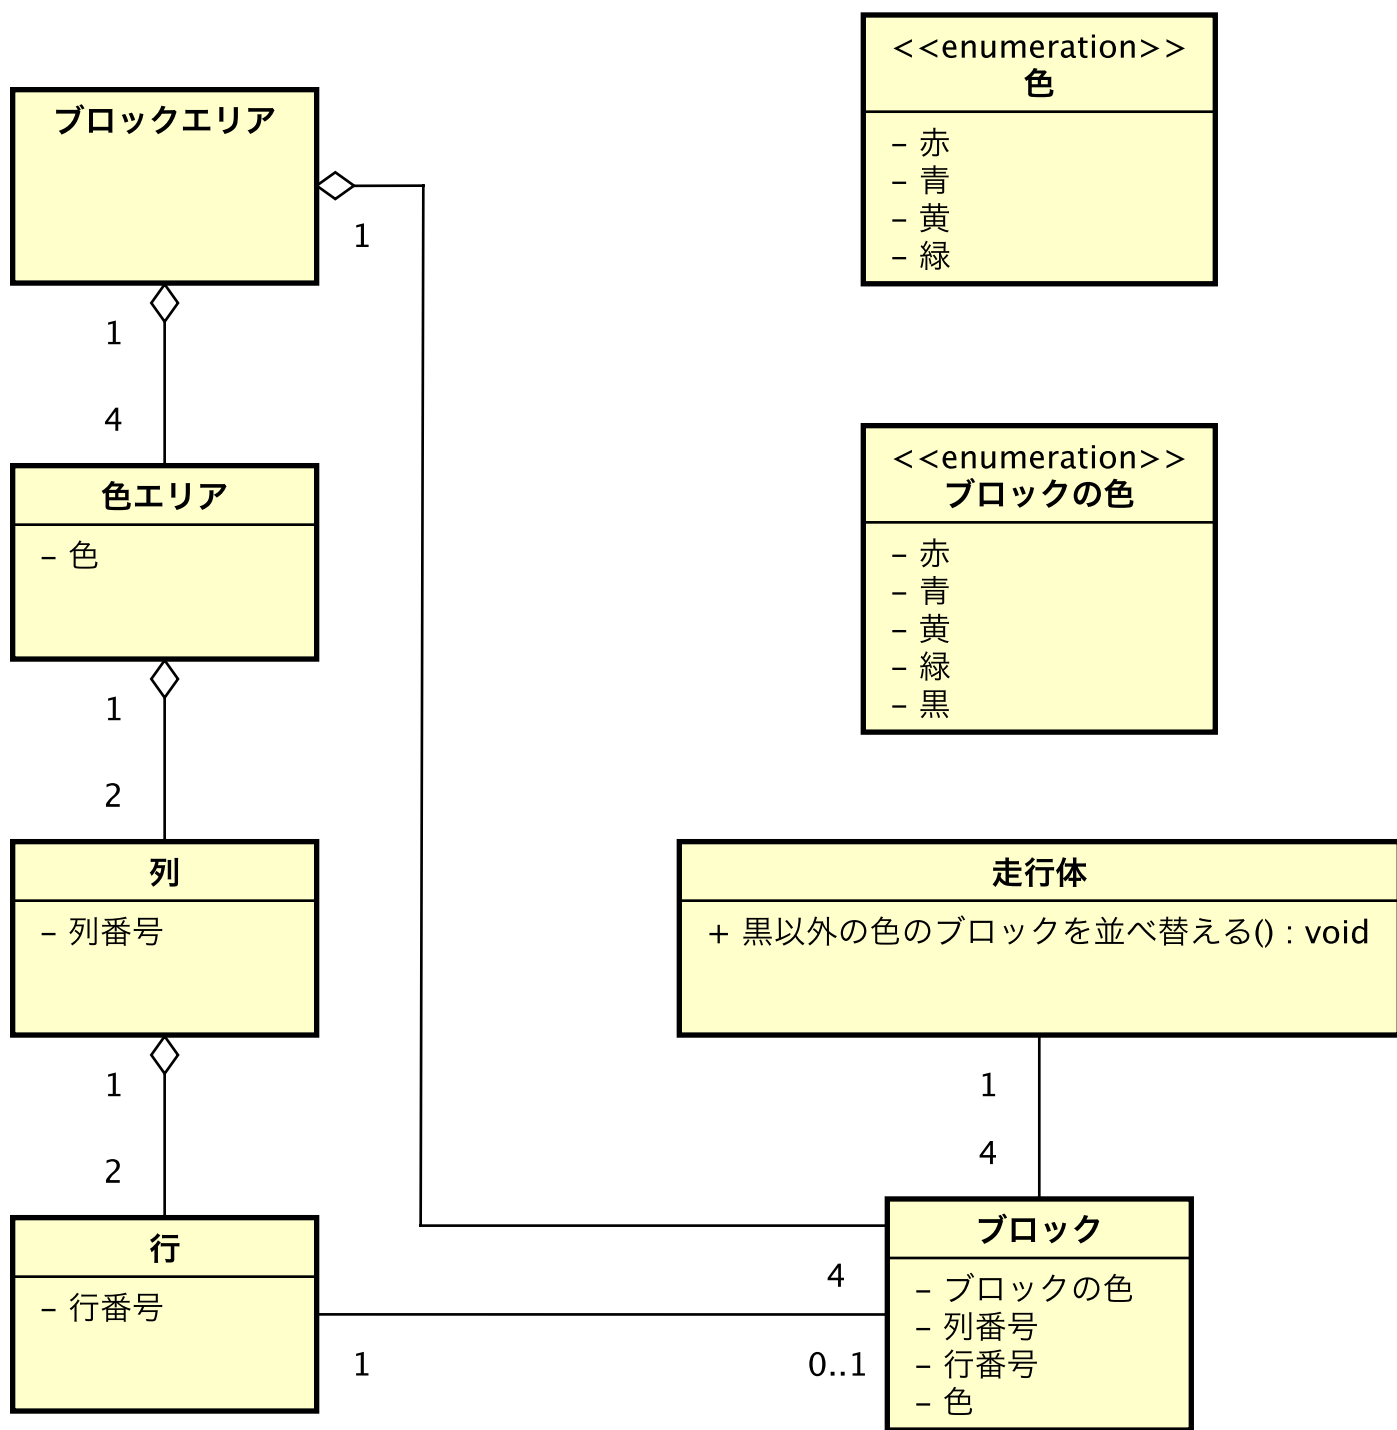 <<enumeration>>
色
- 赤
- 青
- 黄
- 緑
ブロックエリア
1
1
4
<<enumeration>>
ブロックの色
- 赤
- 青
- 黄
- 緑
- 黒
色エリア
- 色
1
2
列
- 列番号
走行体
+ 黒以外の色のブロックを並べ替える() : void
1
2
1
4
行
- 行番号
ブロック
- ブロックの色
- 列番号
- 行番号
- 色
4
1
0..1